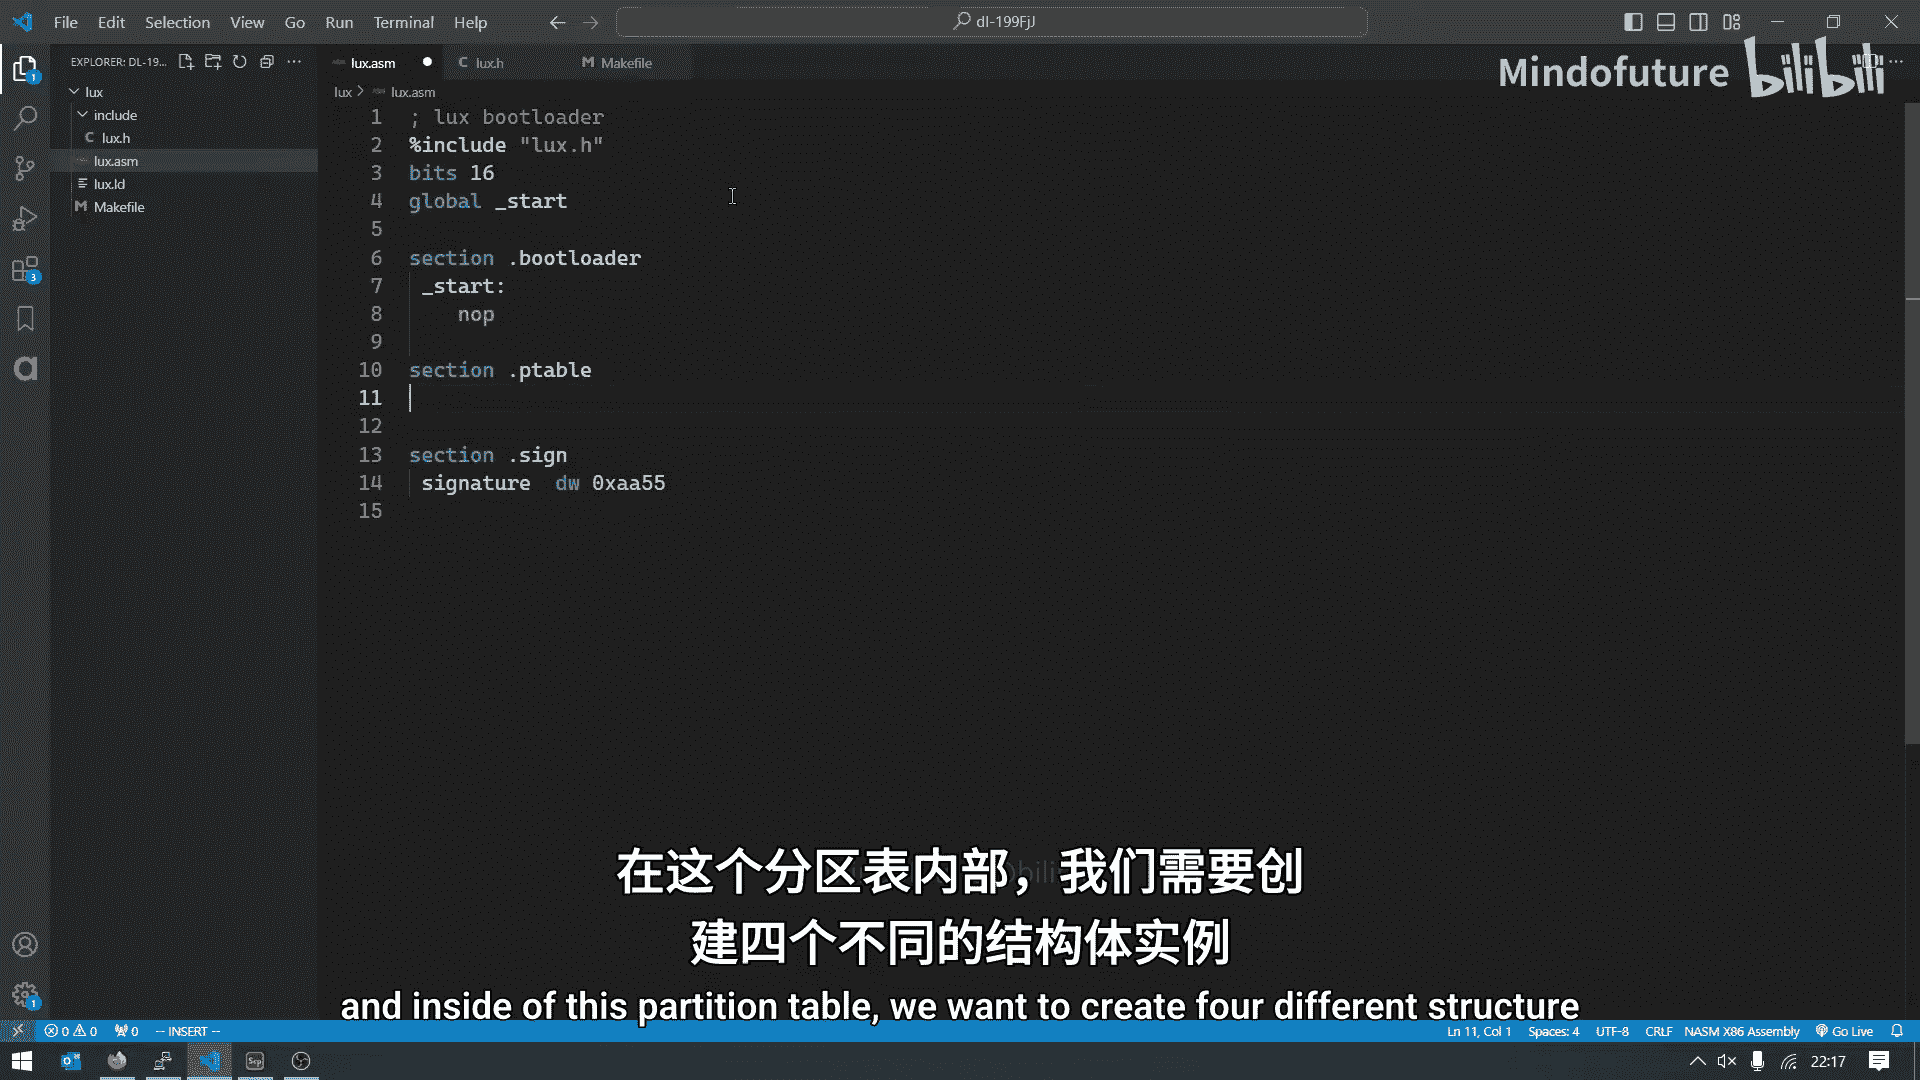 File Edit Selection View Go Run Terminal Help
dl-199FjJ
EXPLORER: DL-19...
lux
include
C lux.h
lux.asm
lux.ld
M Makefile
lux.asm
C lux.h
M Makefile
Mindofuture bilibili
lux > lux.asm
1 ; lux bootloader
2 %include "lux.h"
3 bits 16
4 global _start
5
6 section .bootloader
7 _start:
8 nop
9
10 section .ptable
11
12
13 section .sign
14 signature dw 0xaa55
15
在这个分区表内部，我们需要创
建四个不同的结构体实例
and inside of this partition table, we want to create four different structure
0 0 0 -- INSERT -- Ln 11, Col 1 Spaces: 4 UTF-8 CRLF NASM X86 Assembly Go Live
22:17